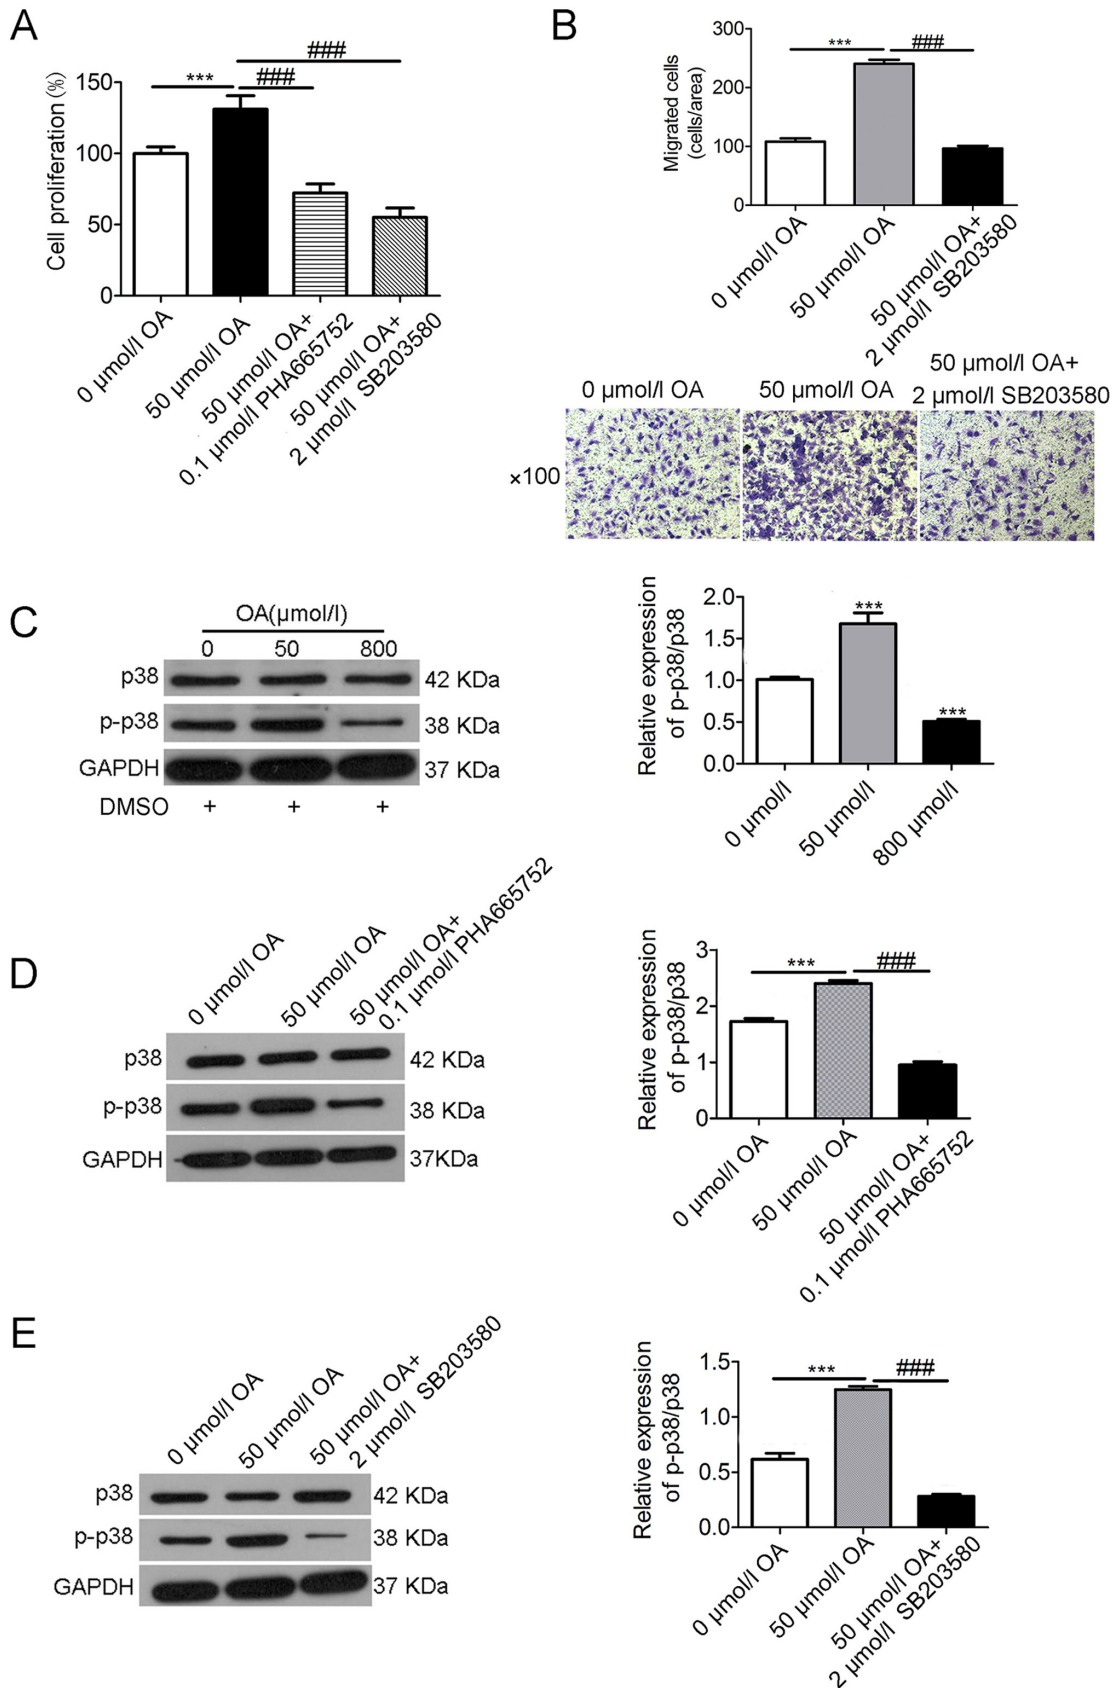 A
###
***
###
Cell proliferation (%)
150
100
50
0
0 μmol/l OA
50 μmol/l OA
50 μmol/l OA+
0.1 μmol/l PHA665752
50 μmol/l OA+
2 μmol/l SB203580
B
***
###
Migrated cells
(cells/area)
300
200
100
0
0 μmol/l OA
50 μmol/l OA
50 μmol/l OA+
2 μmol/l SB203580
0 μmol/l OA
50 μmol/l OA
50 μmol/l OA+
2 μmol/l SB203580
×100
C
OA(μmol/l)
0 50 800
p38 42 KDa
p-p38 38 KDa
GAPDH 37 KDa
DMSO + + +
Relative expression
of p-p38/p38
2.0
1.5
1.0
0.5
0.0
***
***
0 μmol/l
50 μmol/l
800 μmol/l
D
0 μmol/l OA
50 μmol/l OA
50 μmol/l OA+
0.1 μmol/l PHA665752
p38 42 KDa
p-p38 38 KDa
GAPDH 37KDa
Relative expression
of p-p38/p38
3
2
1
0
***
###
0 μmol/l OA
50 μmol/l OA
50 μmol/l OA+
0.1 μmol/l PHA665752
E
0 μmol/l OA
50 μmol/l OA
50 μmol/l OA+
2 μmol/l SB203580
p38 42 KDa
p-p38 38 KDa
GAPDH 37 KDa
Relative expression
of p-p38/p38
1.5
1.0
0.5
0.0
***
###
0 μmol/l OA
50 μmol/l OA
50 μmol/l OA+
2 μmol/l SB203580